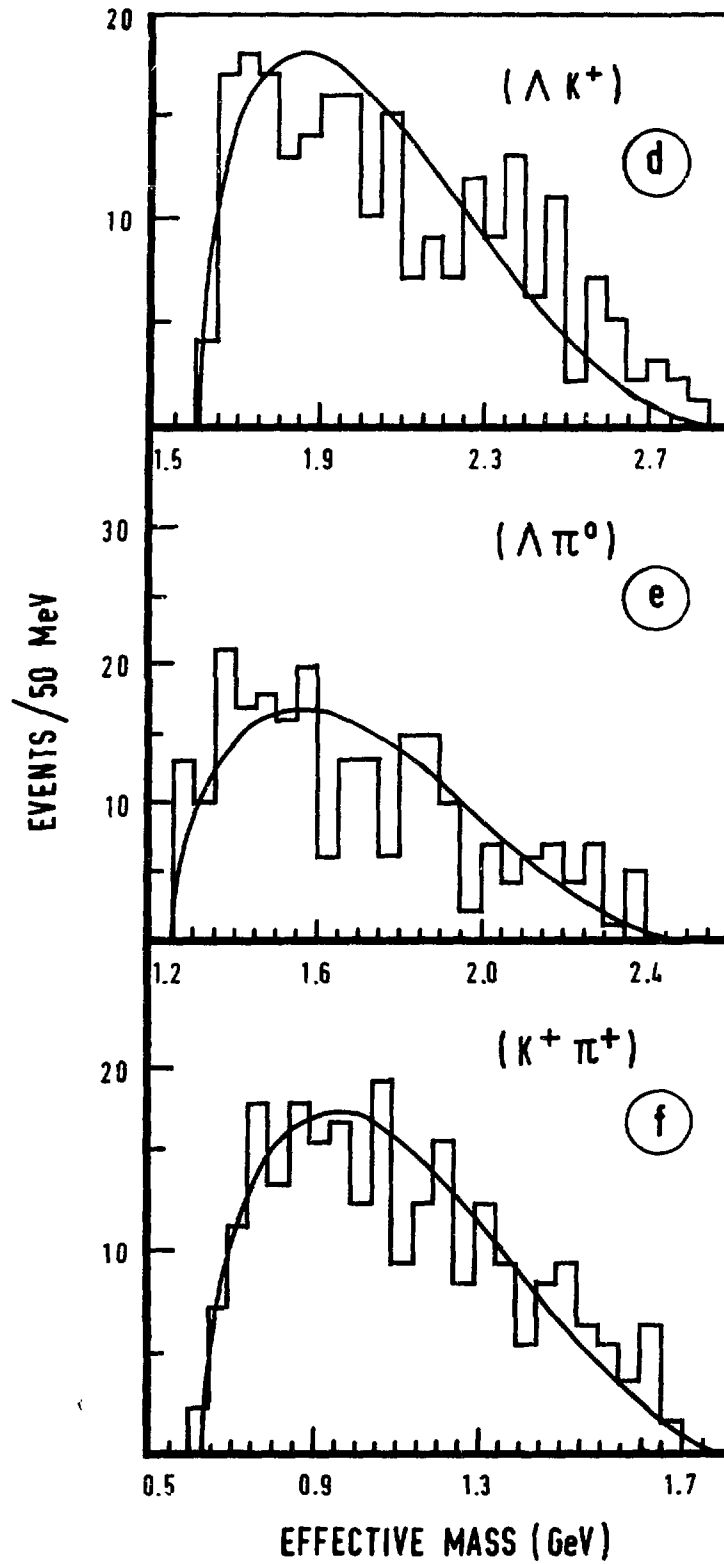 20
(Λ K⁺)
d
10
1.5 1.9 2.3 2.7
30
(Λ π⁰)
e
20
10
1.2 1.6 2.0 2.4
(K⁺ π⁺)
20
f
10
0.5 0.9 1.3 1.7
EVENTS/50 MeV
EFFECTIVE MASS (GeV)